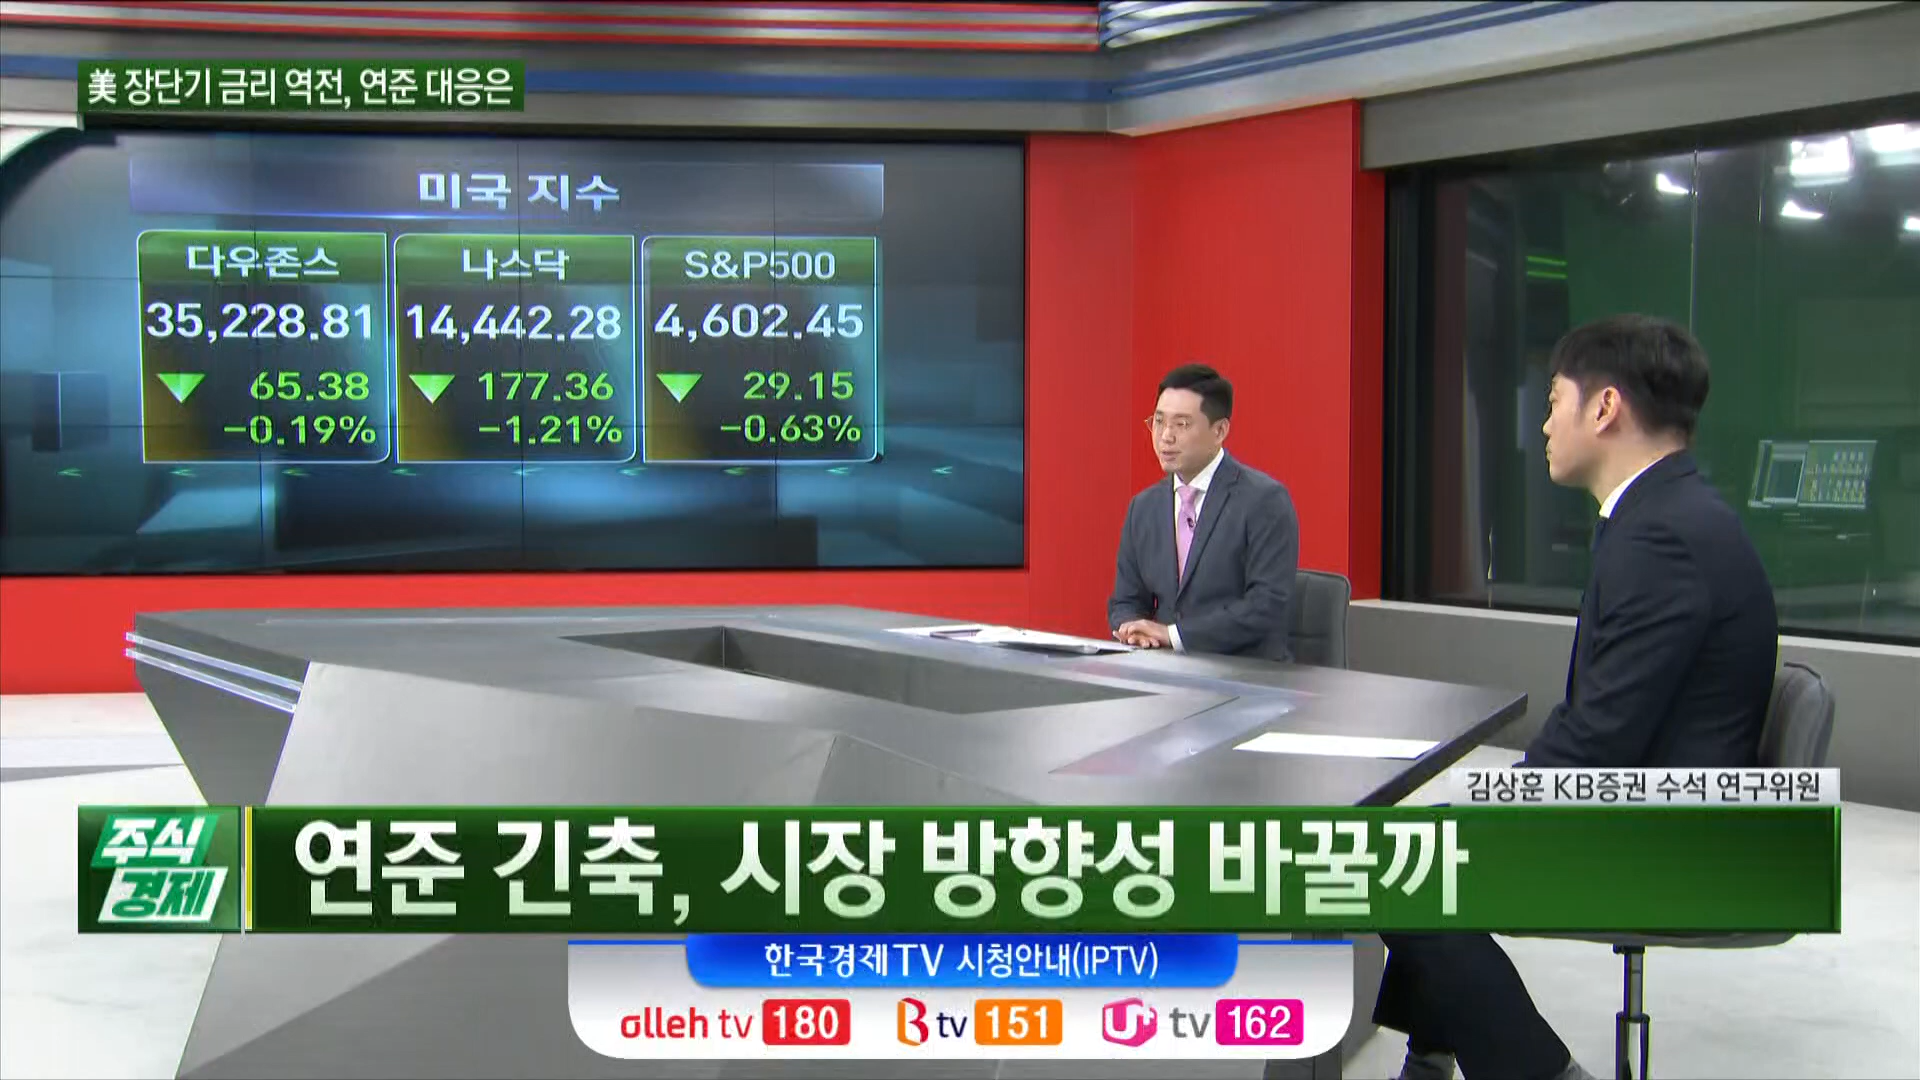 美 장단기 금리 역전, 연준 대응은
미국 지수
다우존스
35,228.81
▼ 65.38
-0.19%
나스닥
14,442.28
▼ 177.36
-1.21%
S&P500
4,602.45
▼ 29.15
-0.63%
김상훈 KB증권 수석 연구위원
주식
경제
연준 긴축, 시장 방향성 바꿀까
한국경제TV 시청안내(IPTV)
olleh tv 180
B tv 151
U+ tv 162